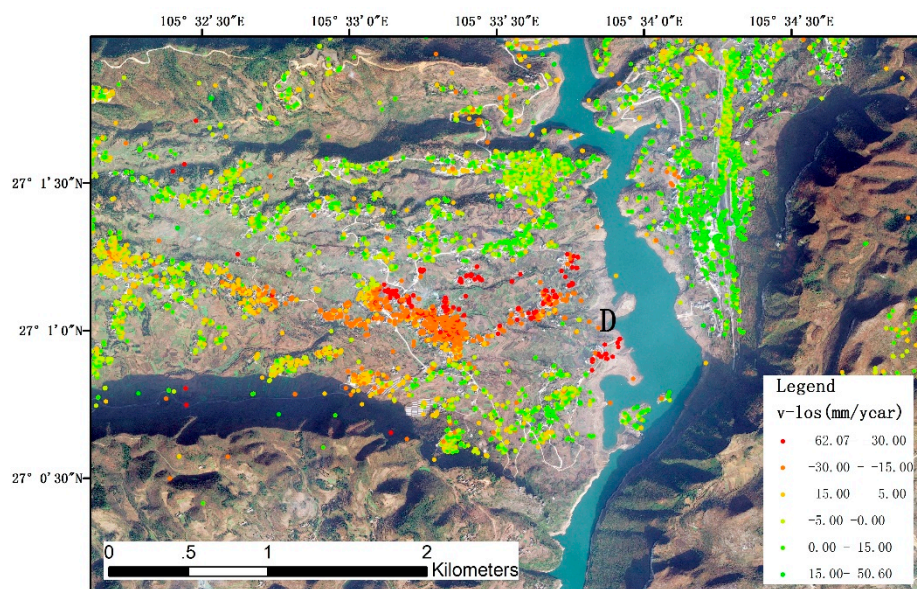 105° 32′30″E 105° 33′0″E 105° 33′30″E 105° 34′0″E 105° 34′30″E
27° 1′30″N
27° 1′0″N
D
27° 0′30″N
Legend
v-los(mm/year)
62.07 30.00
-30.00 - -15.00
15.00 5.00
-5.00 -0.00
0.00 - 15.00
15.00- 50.60
0 .5 1 2
Kilometers